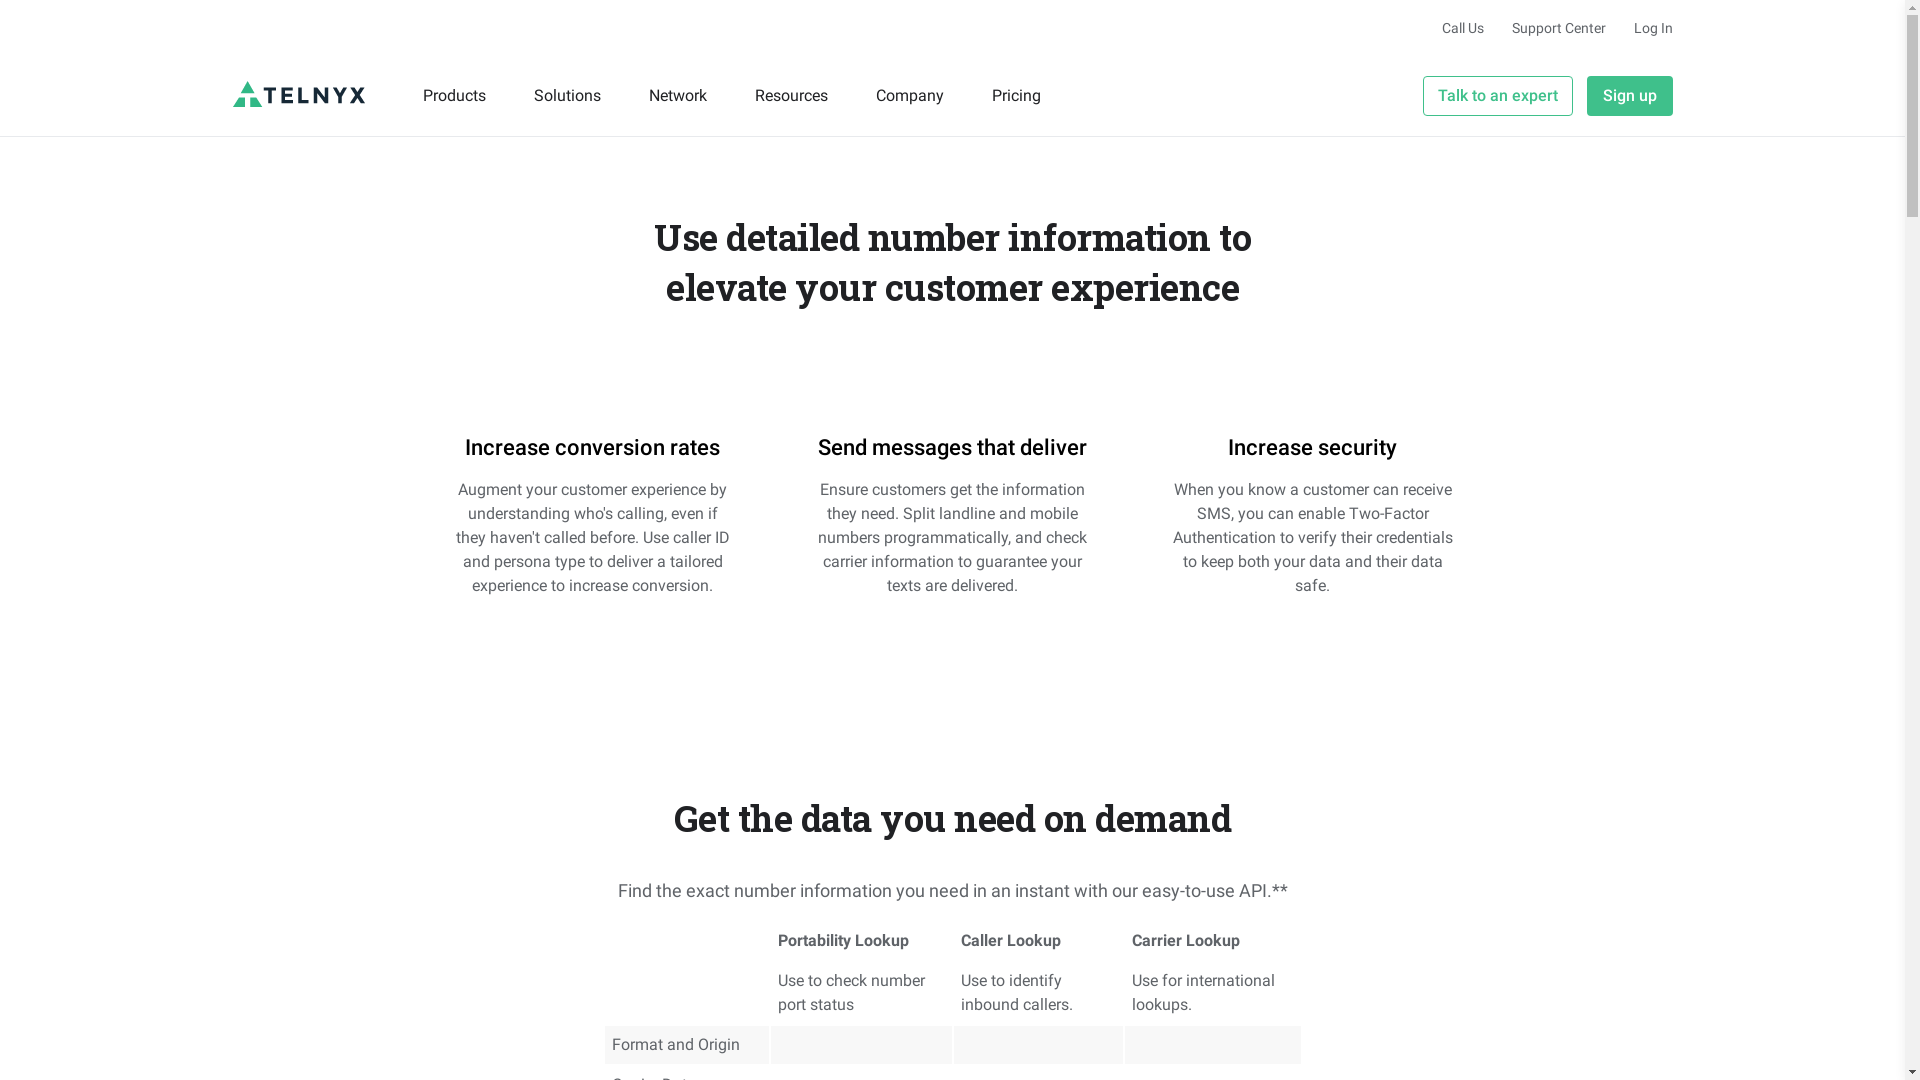 Call Us
Support Center
Log In
TELNYX
Products
Solutions
Network
Resources
Company
Pricing
Talk to an expert
Sign up
Use detailed number information to
elevate your customer experience
Increase conversion rates
Augment your customer experience by
understanding who's calling, even if
they haven't called before. Use caller ID
and persona type to deliver a tailored
experience to increase conversion.
Send messages that deliver
Ensure customers get the information
they need. Split landline and mobile
numbers programmatically, and check
carrier information to guarantee your
texts are delivered.
Increase security
When you know a customer can receive
SMS, you can enable Two-Factor
Authentication to verify their credentials
to keep both your data and their data
safe.
Get the data you need on demand
Find the exact number information you need in an instant with our easy-to-use API.**
Portability Lookup
Caller Lookup
Carrier Lookup
Use to check number
port status
Use to identify
inbound callers.
Use for international
lookups.
Format and Origin